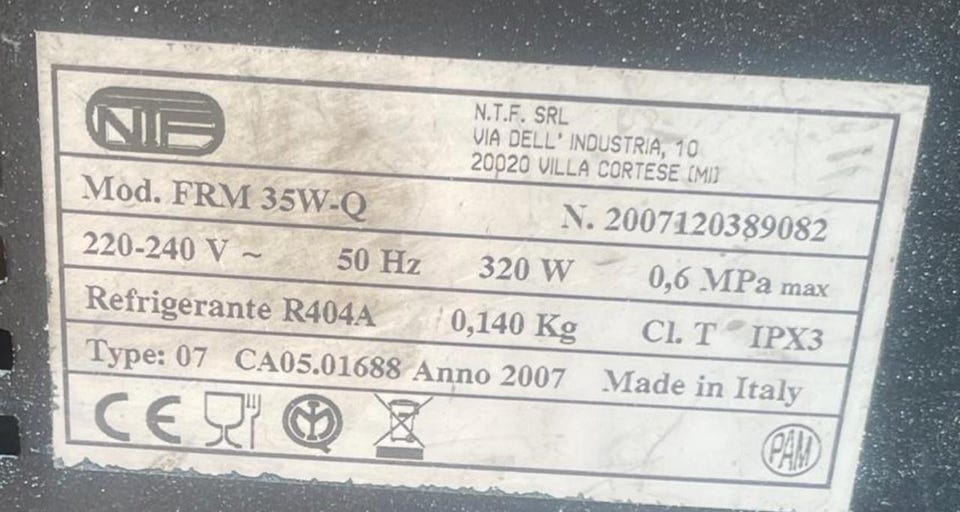 NTF
N.T.F. SRL
VIA DELL' INDUSTRIA, 10
20020 VILLA CORTESE (MI)
Mod. FRM 35W-Q N. 2007120389082
220-240 V ~ 50 Hz 320 W 0,6 MPa max
Refrigerante R404A 0,140 Kg Cl. T IPX3
Type: 07 CA05.01688 Anno 2007 Made in Italy
CE
PAM